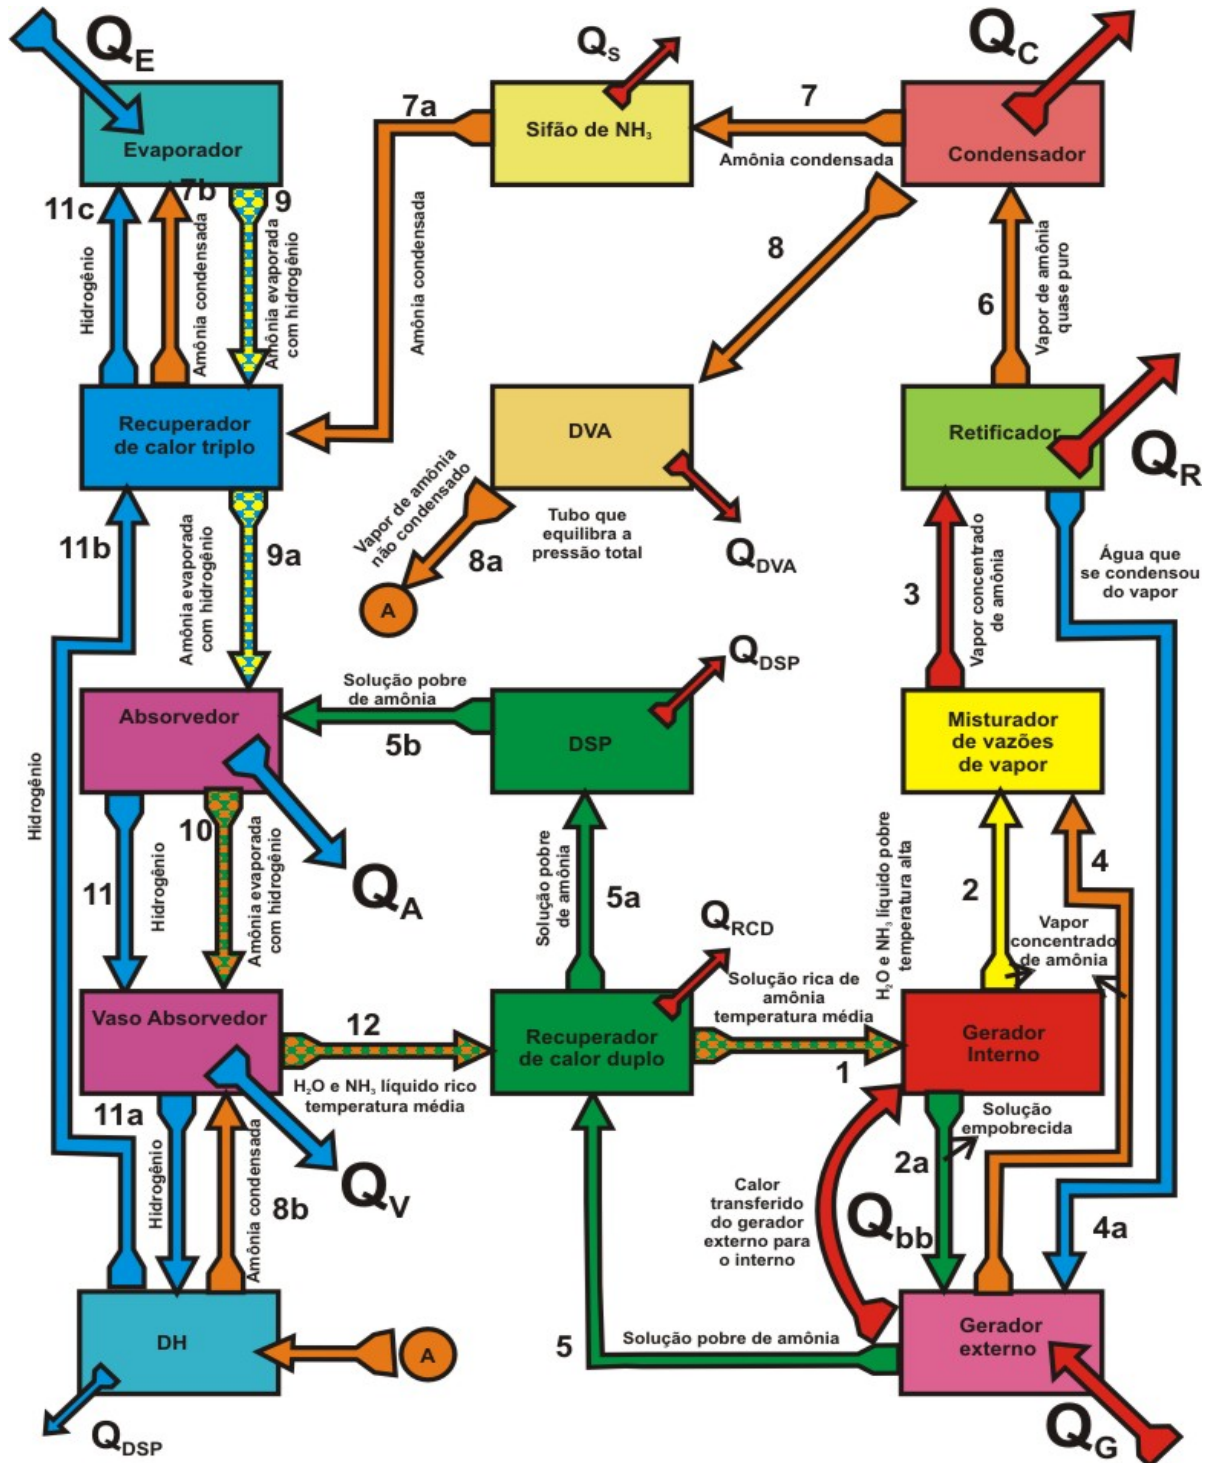 Q_E
Evaporador
Q_S
Sifão de NH₃
7a
7
Amônia condensada
Q_C
Condensador
11c
Hidrogênio
7b
Amônia condensada
9
Amônia evaporada
com hidrogênio
Amônia condensada
8
6
Vapor de amônia
quase puro
Recuperador
de calor triplo
DVA
Retificador
Q_R
11b
9a
Amônia evaporada
com hidrogênio
Vapor de amônia
não condensado
8a
A
Tubo que
equilibra a
pressão total
Q_DVA
3
Vapor concentrado
de amônia
Água que
se condensou
do vapor
Absorvedor
Solução pobre
de amônia
5b
DSP
Q_DSP
Misturador
de vazões
de vapor
Hidrogênio
11
Hidrogênio
10
Amônia evaporada
com hidrogênio
Q_A
Solução pobre
de amônia
5a
Q_RCD
H₂O e NH₃ líquido pobre
temperatura alta
2
4
Vapor
concentrado
de amônia
Vaso Absorvedor
12
H₂O e NH₃ líquido rico
temperatura média
Recuperador
de calor duplo
Solução rica de
amônia
temperatura média
1
Gerador
Interno
11a
Hidrogênio
8b
Amônia condensada
Q_V
Calor
transferido
do gerador
externo para
o interno
Q_bb
2a
Solução
empobrecida
4a
DH
A
Q_DSP
5
Solução pobre de amônia
Gerador
externo
Q_G